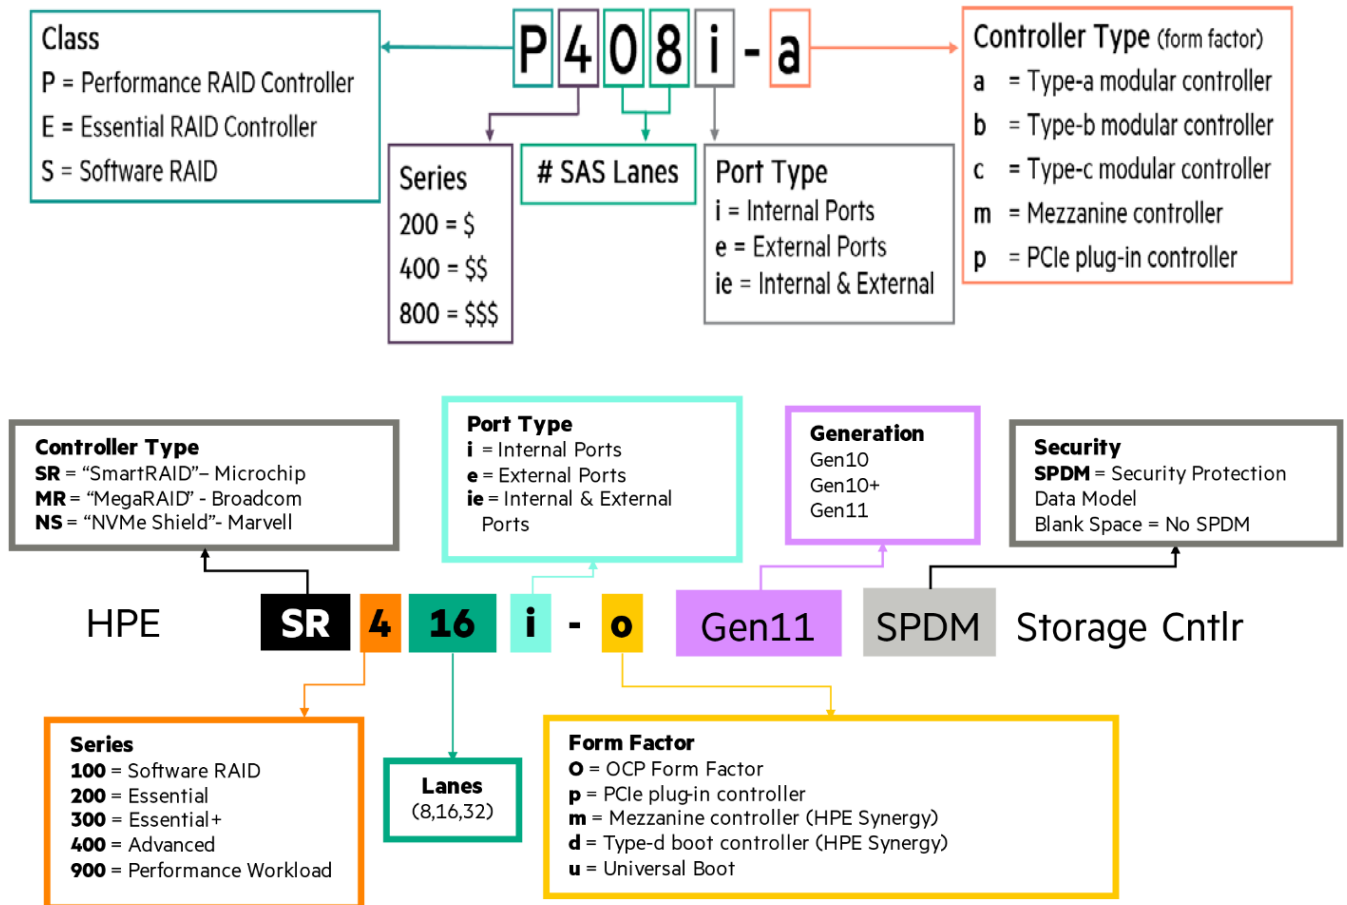 P408i-a
Class
P = Performance RAID Controller
E = Essential RAID Controller
S = Software RAID
Series
200 = $
400 = $$
800 = $$$
# SAS Lanes
Port Type
i = Internal Ports
e = External Ports
ie = Internal & External
Controller Type (form factor)
a = Type-a modular controller
b = Type-b modular controller
c = Type-c modular controller
m = Mezzanine controller
p = PCIe plug-in controller
Controller Type
SR = “SmartRAID”– Microchip
MR = “MegaRAID” - Broadcom
NS = “NVMe Shield”- Marvell
Port Type
i = Internal Ports
e = External Ports
ie = Internal & External
Ports
Generation
Gen10
Gen10+
Gen11
Security
SPDM = Security Protection
Data Model
Blank Space = No SPDM
HPE SR 4 16 i - o Gen11 SPDM Storage Cntlr
Series
100 = Software RAID
200 = Essential
300 = Essential+
400 = Advanced
900 = Performance Workload
Lanes
(8,16,32)
Form Factor
O = OCP Form Factor
p = PCIe plug-in controller
m = Mezzanine controller (HPE Synergy)
d = Type-d boot controller (HPE Synergy)
u = Universal Boot